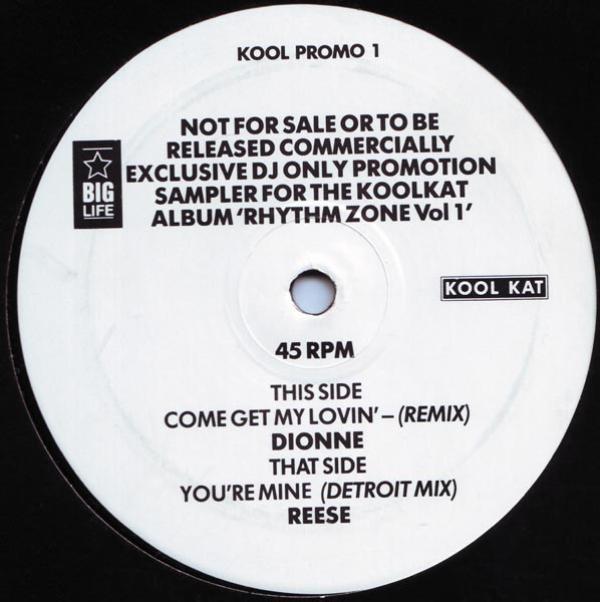 KOOL PROMO 1
NOT FOR SALE OR TO BE
RELEASED COMMERCIALLY
EXCLUSIVE DJ ONLY PROMOTION
SAMPLER FOR THE KOOLKAT
ALBUM ‘RHYTHM ZONE Vol 1’
BIG
LIFE
KOOL KAT
45 RPM
THIS SIDE
COME GET MY LOVIN’ – (REMIX)
DIONNE
THAT SIDE
YOU’RE MINE (DETROIT MIX)
REESE